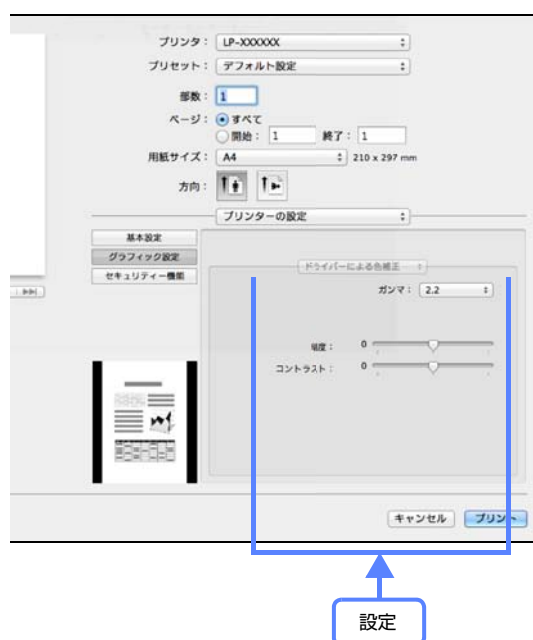 プリンタ： LP-XXXXXX
プリセット： デフォルト設定
部数： 1
ページ： すべて
開始： 1 終了： 1
用紙サイズ： A4 210 x 297 mm
方向：
プリンターの設定
基本設定
グラフィック設定
セキュリティー機能
ドライバーによる色補正
ガンマ： 2.2
明度： 0
コントラスト： 0
キャンセル プリント
設定